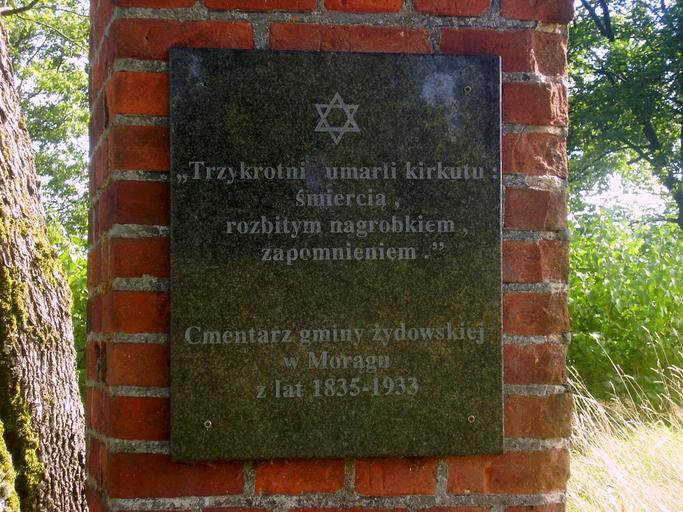 „Trzykrotni umarli kirkutu :
śmiercią ,
rozbitym nagrobkiem ,
zapomnieniem .”
Cmentarz gminy żydowskiej
w Morągu
z lat 1835-1933